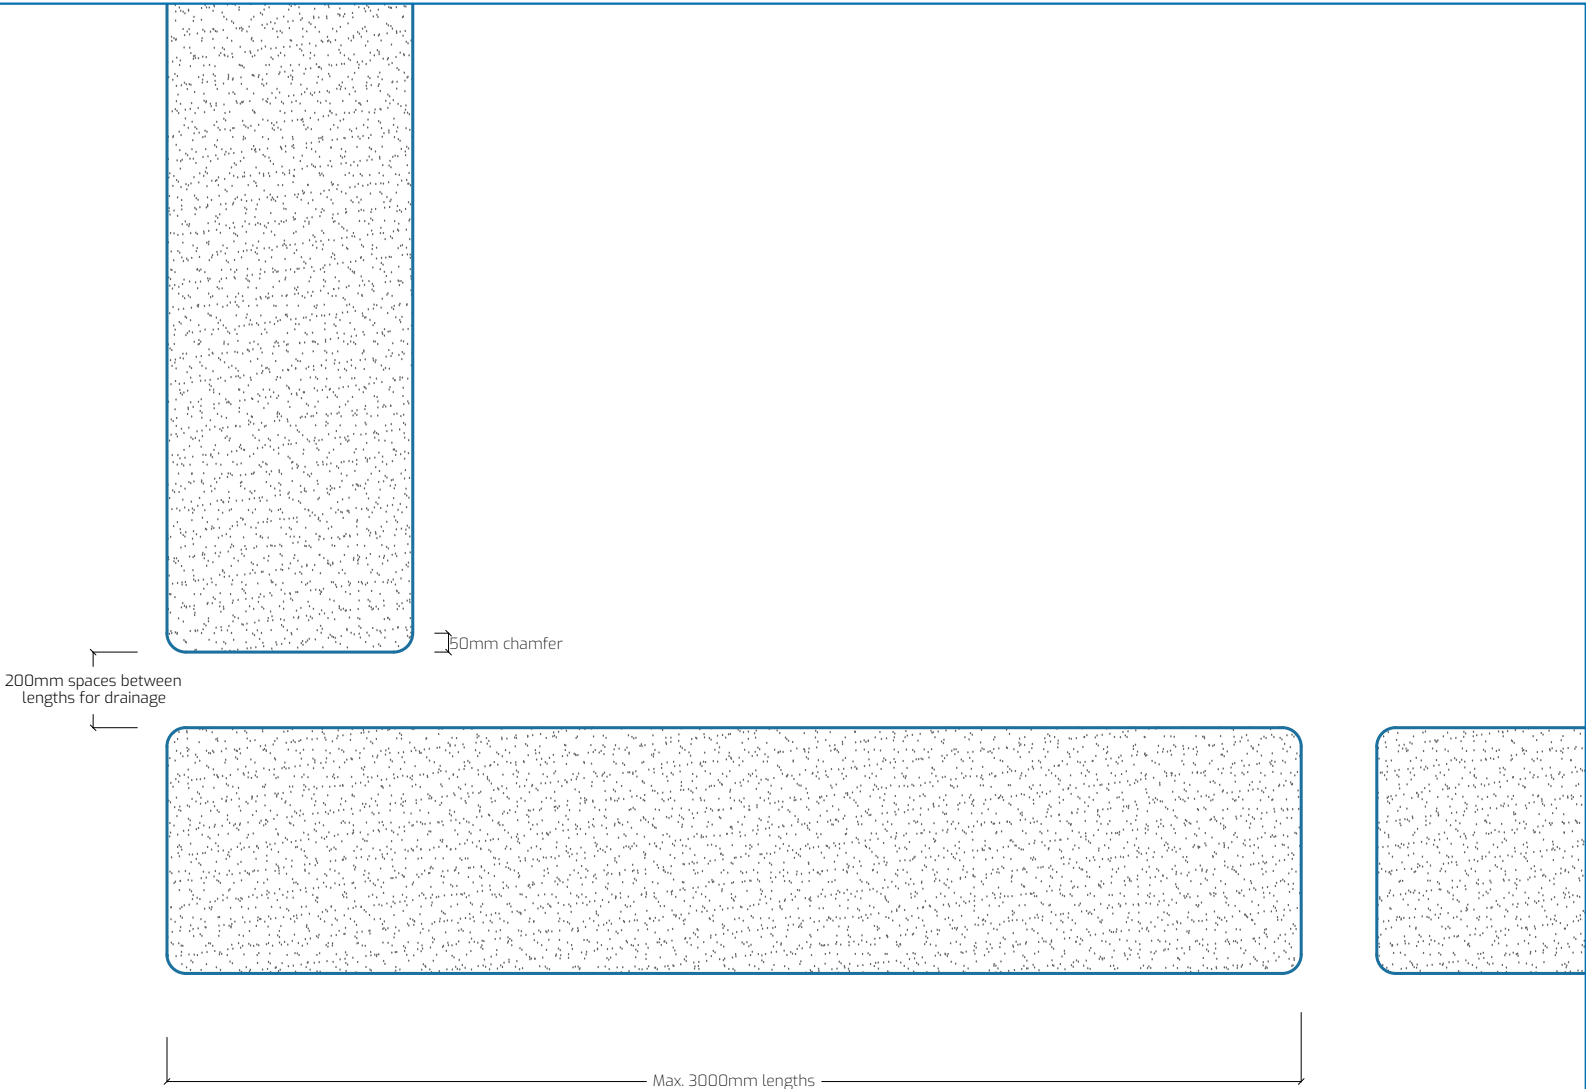 50mm chamfer
200mm spaces between
lengths for drainage
Max. 3000mm lengths